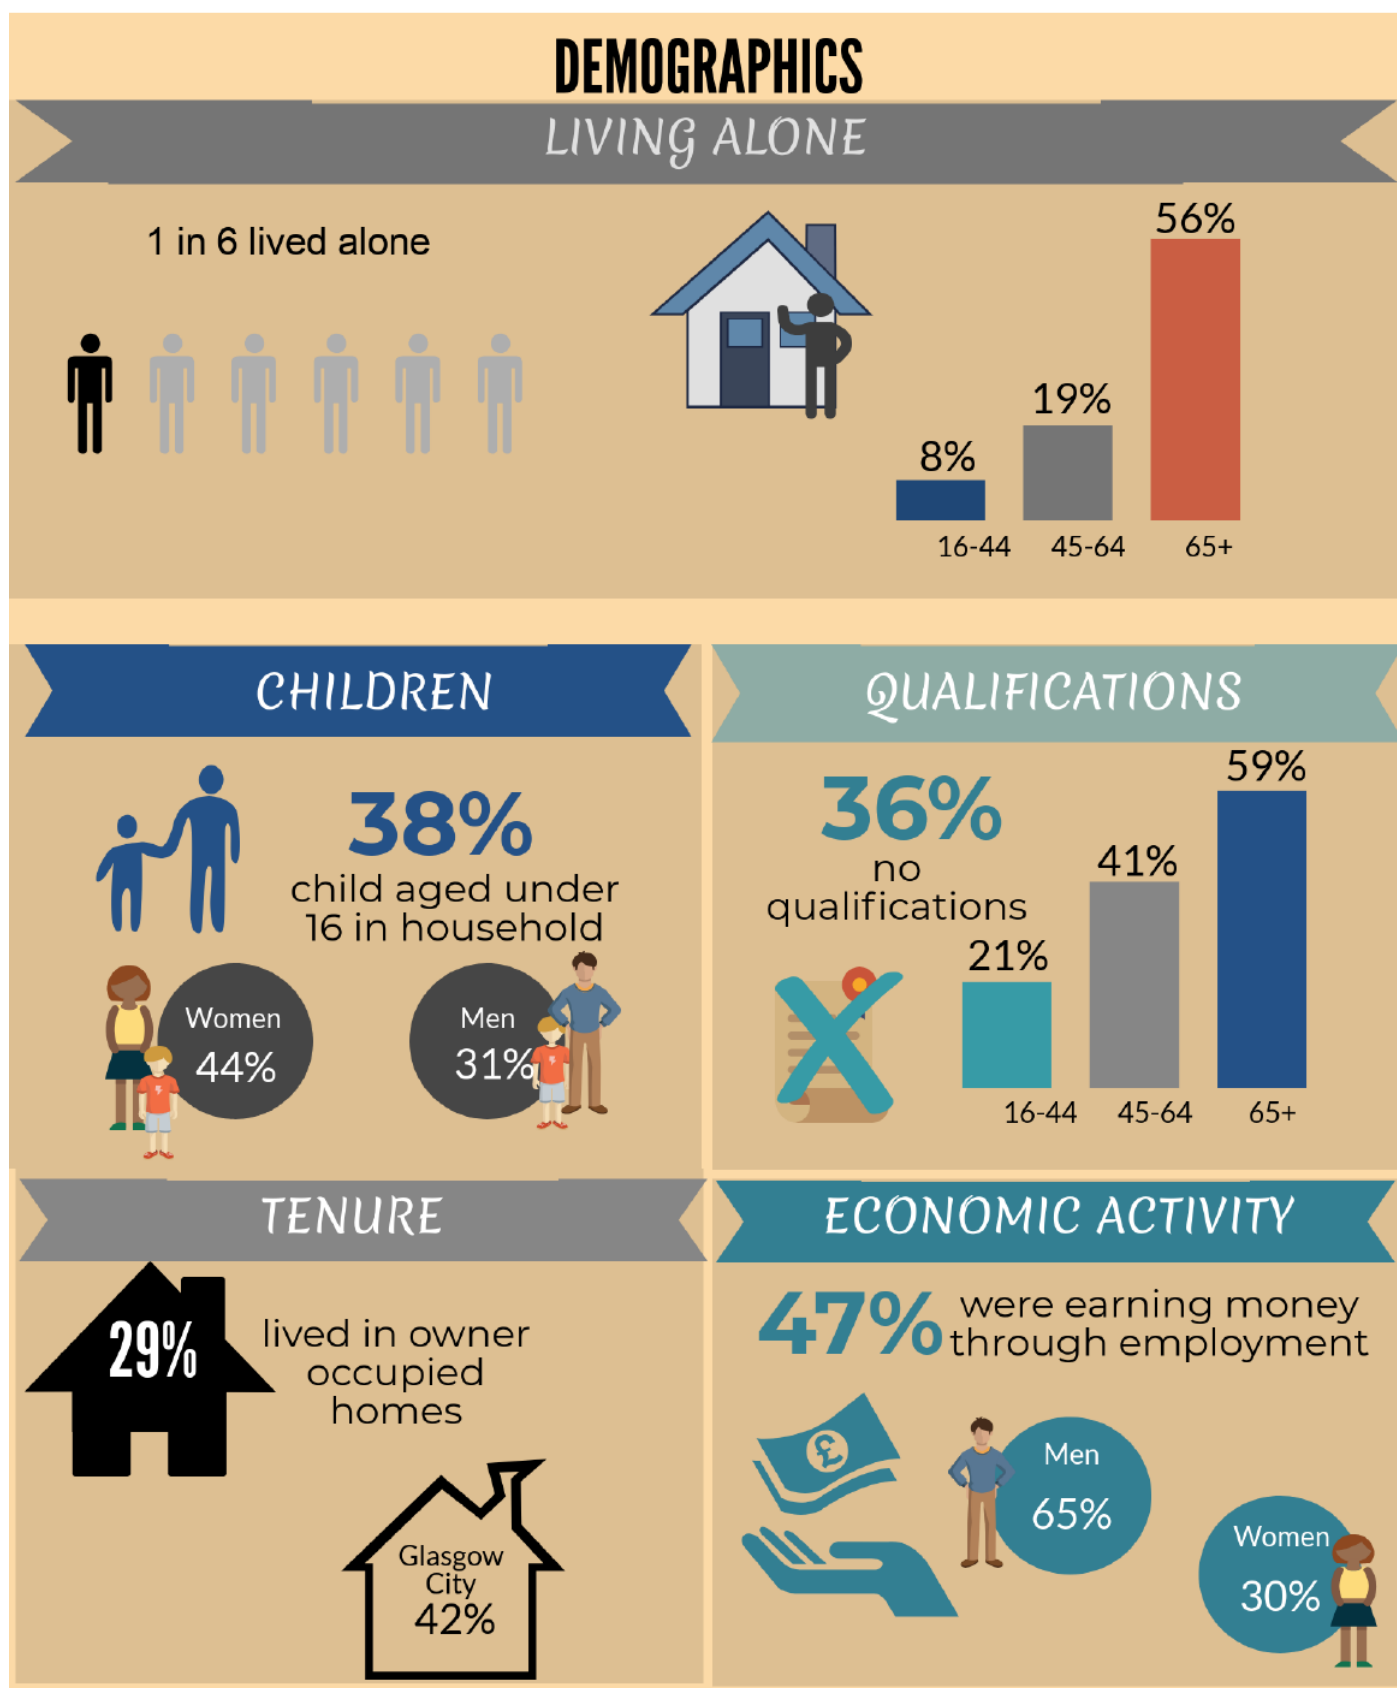 DEMOGRAPHICS
LIVING ALONE
1 in 6 lived alone
56%
19%
8%
16-44
45-64
65+
CHILDREN
38%
child aged under
16 in household
Women
44%
Men
31%
QUALIFICATIONS
36%
no
qualifications
59%
41%
21%
16-44
45-64
65+
TENURE
29%
lived in owner
occupied
homes
Glasgow
City
42%
ECONOMIC ACTIVITY
47%
were earning money
through employment
£
Men
65%
Women
30%